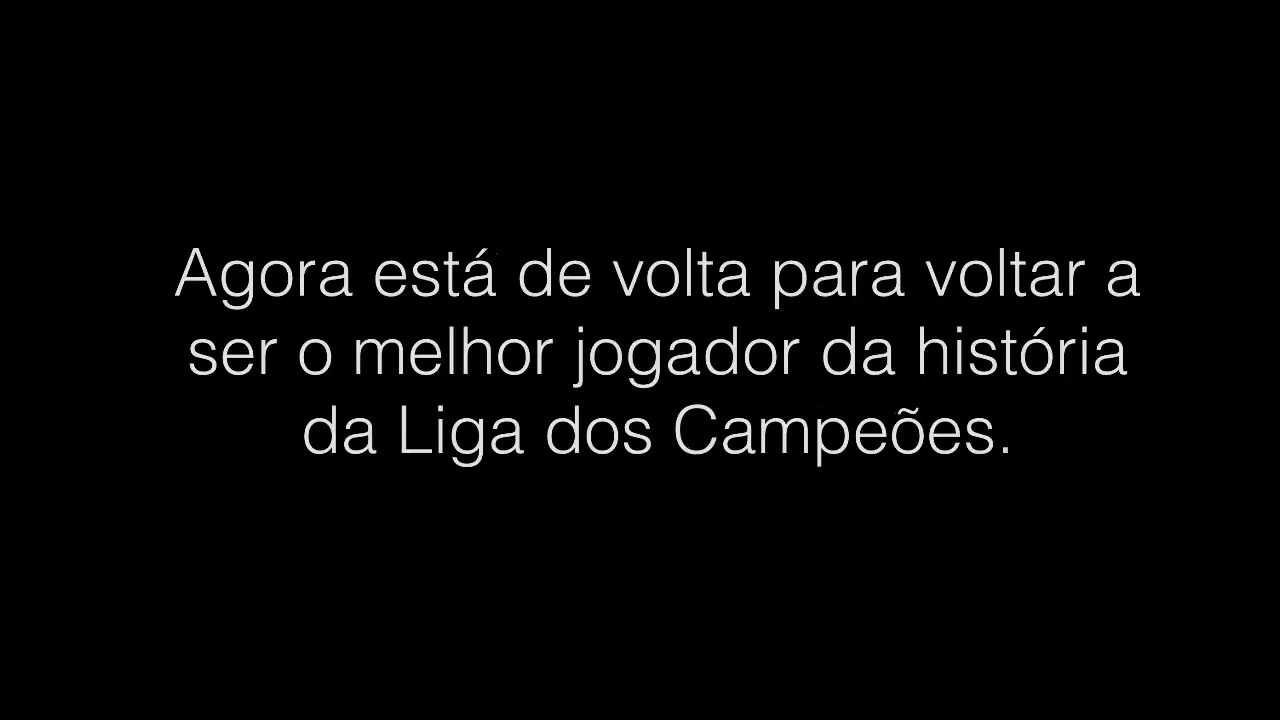 Agora está de volta para voltar a
ser o melhor jogador da história
da Liga dos Campeões.